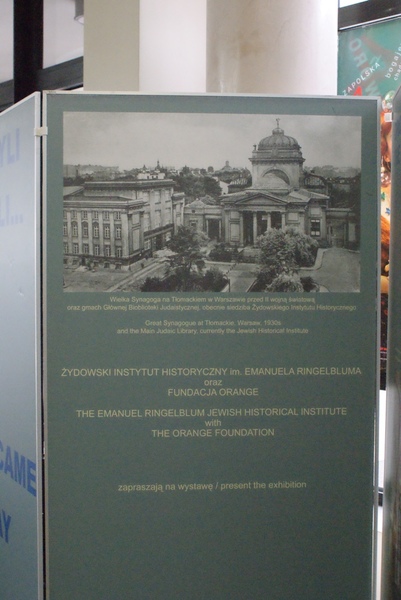 Wielka Synagoga na Tłomackiem w Warszawie przed II wojną światową
oraz gmach Głównej Biblioteki Judaistycznej, obecnie siedziba Żydowskiego Instytutu Historycznego
Great Synagogue at Tłomackie, Warsaw, 1930s
and the Main Judaic Library, currently the Jewish Historical Institute
ŻYDOWSKI INSTYTUT HISTORYCZNY im. EMANUELA RINGELBLUMA
oraz
FUNDACJA ORANGE
THE EMANUEL RINGELBLUM JEWISH HISTORICAL INSTITUTE
with
THE ORANGE FOUNDATION
zapraszają na wystawę / present the exhibition
CAME
AY
ZAPOLSKA